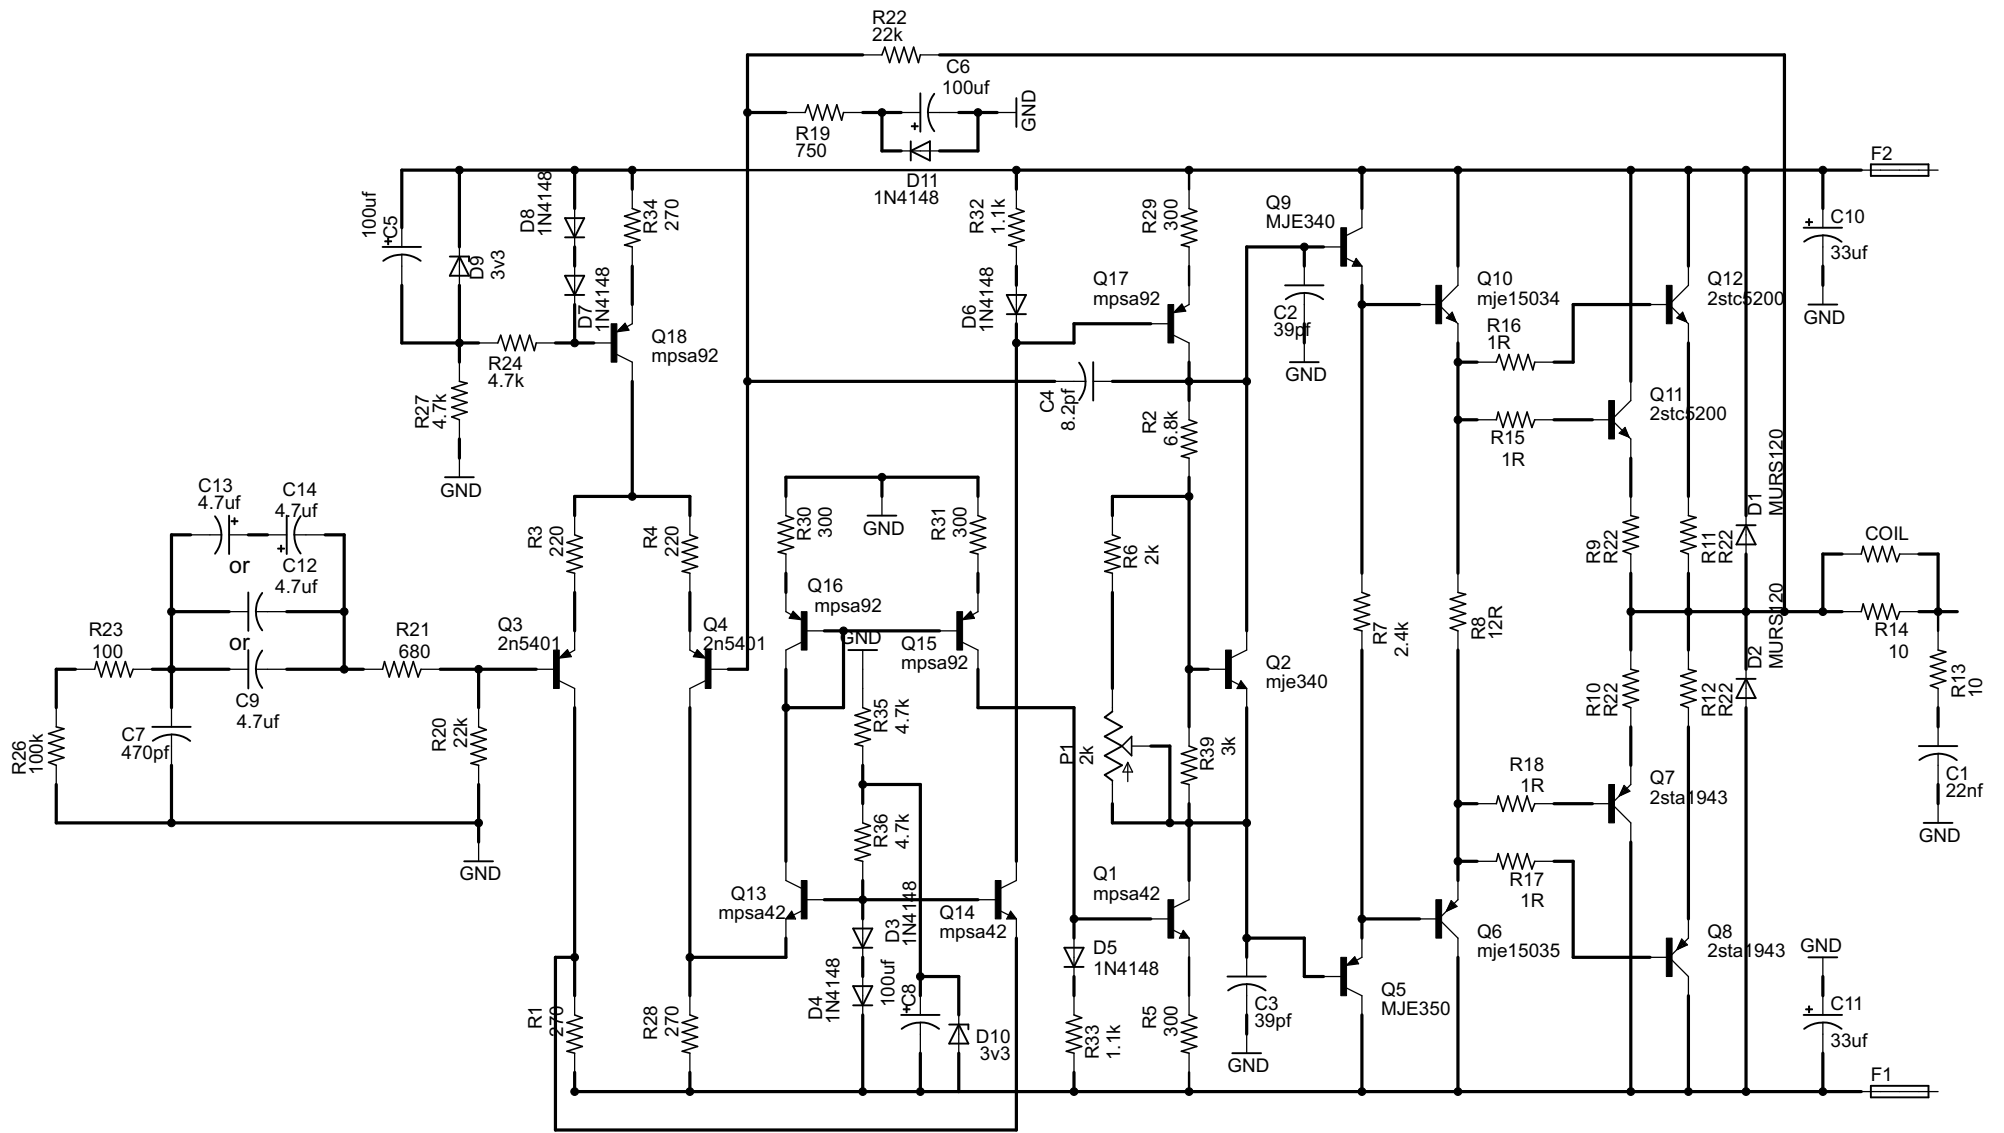 R22
22k
C6
100uf
GND
R19
750
D11
1N4148
F2
100uf
C5
D9
3v3
D8
1N4148
R34
270
D7
1N4148
Q18
mpsa92
R24
4.7k
R27
4.7k
GND
R32
1.1k
D6
1N4148
R29
300
Q17
mpsa92
C4
8.2pf
R2
6.8k
Q9
MJE340
C2
39pf
GND
Q10
mje15034
R16
1R
R15
1R
Q12
2stc5200
Q11
2stc5200
C10
33uf
GND
C13
4.7uf
C14
4.7uf
or
C12
4.7uf
or
R23
100
C9
4.7uf
R21
680
R26
100k
C7
470pf
R20
22k
GND
R3
220
R4
220
Q3
2n5401
Q4
2n5401
R30
300
GND
R31
300
Q16
mpsa92
GND
Q15
mpsa92
R35
4.7k
R36
4.7k
R6
2k
P1
2k
R39
3k
Q2
mje340
R7
2.4k
R8
12R
R9
R22
R11
R22
D1
MURS120
R10
R22
R12
R22
D2
MURS120
COIL
R14
10
R13
10
C1
22nf
GND
R18
1R
Q7
2sta1943
R17
1R
Q6
mje15035
Q8
2sta1943
GND
C11
33uf
F1
Q13
mpsa42
D3
1N4148
Q14
mpsa42
D4
1N4148
100uf
C8
D10
3v3
R1
270
R28
270
Q1
mpsa42
D5
1N4148
R33
1.1k
R5
300
C3
39pf
GND
Q5
MJE350